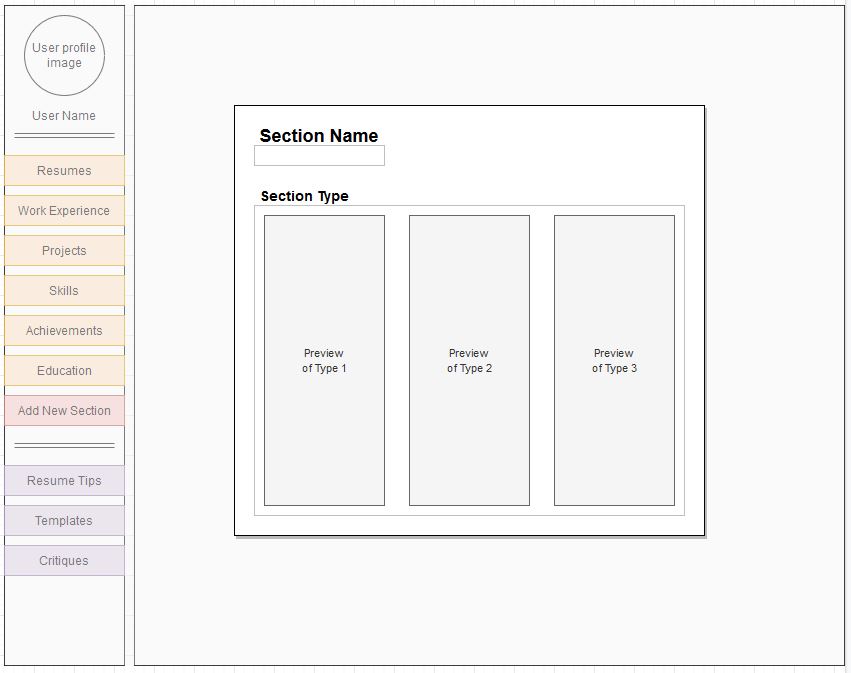 User profile
image
User Name
Resumes
Work Experience
Projects
Skills
Achievements
Education
Add New Section
Resume Tips
Templates
Critiques
Section Name
Section Type
Preview
of Type 1
Preview
of Type 2
Preview
of Type 3